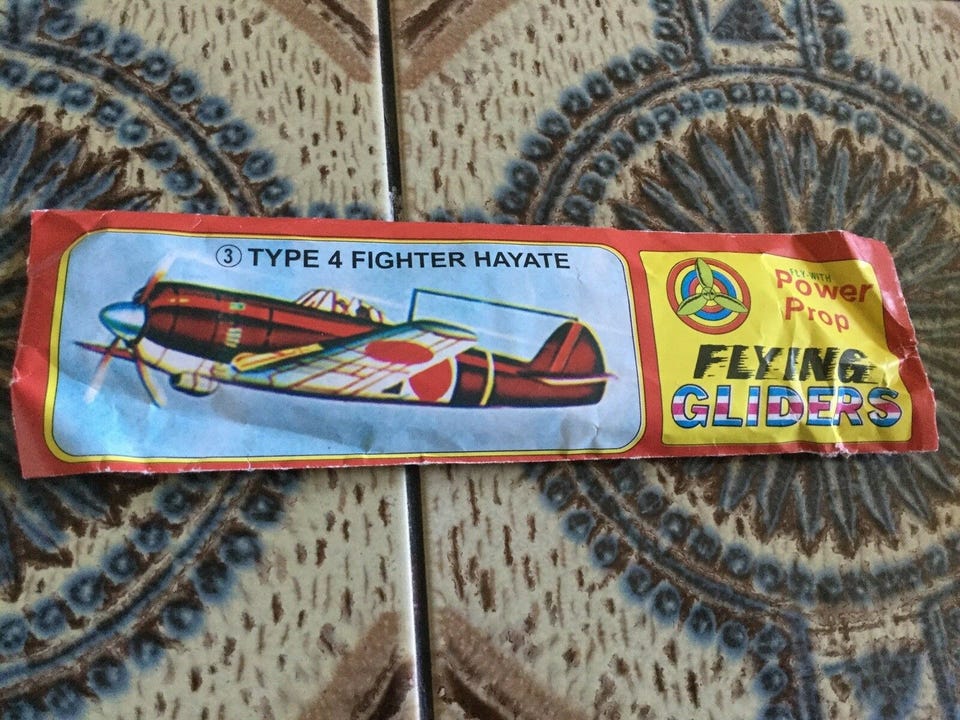 ③ TYPE 4 FIGHTER HAYATE
FLY-WITH
Power
Prop
FLYING
GLIDERS